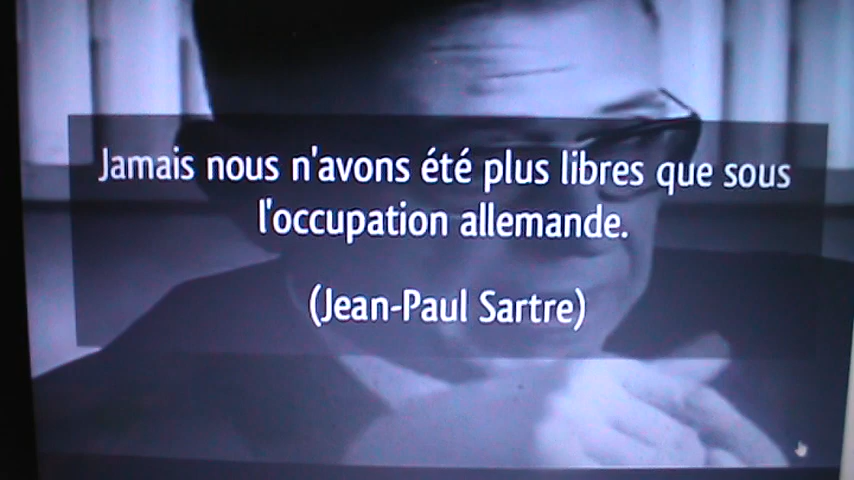 Jamais nous n'avons été plus libres que sous
l'occupation allemande.
(Jean-Paul Sartre)